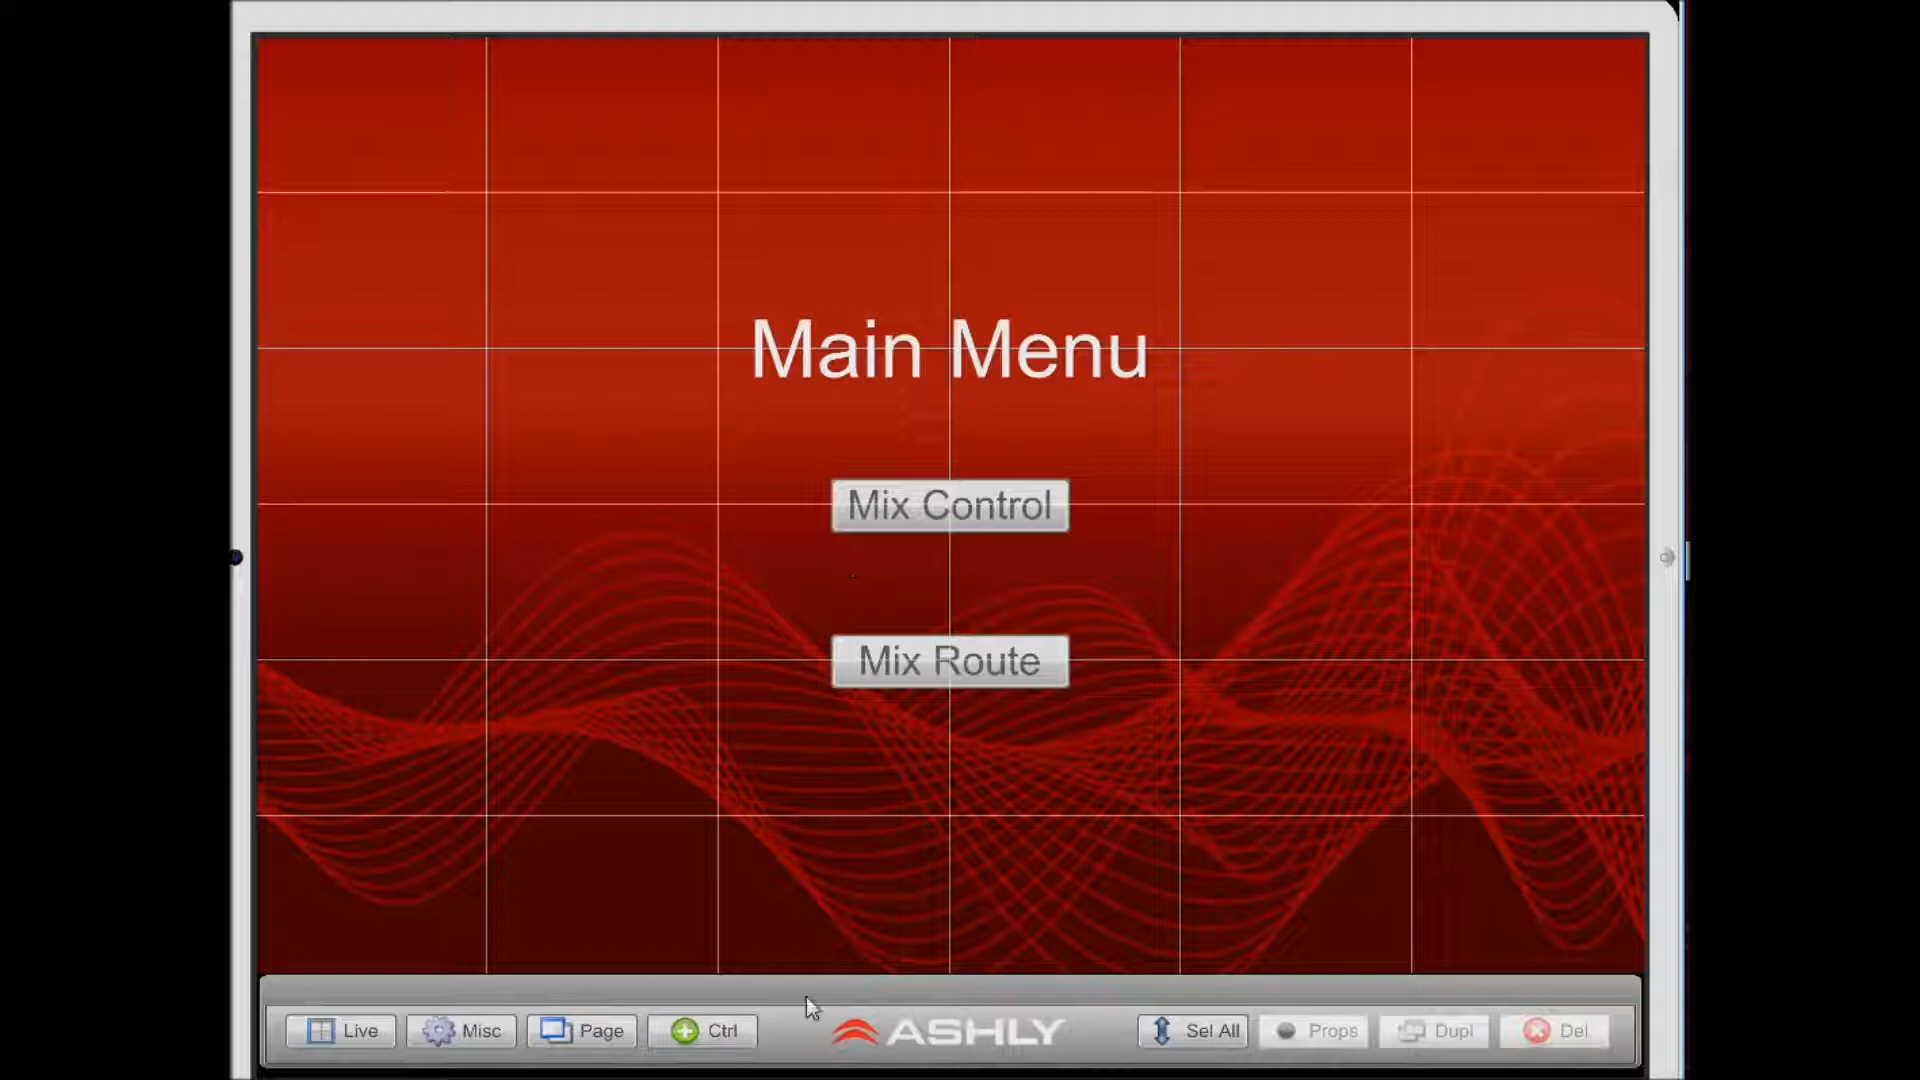 Main Menu
Mix Control
Mix Route
Live Misc Page Ctrl ASHLY Sel All Props Dupl Del